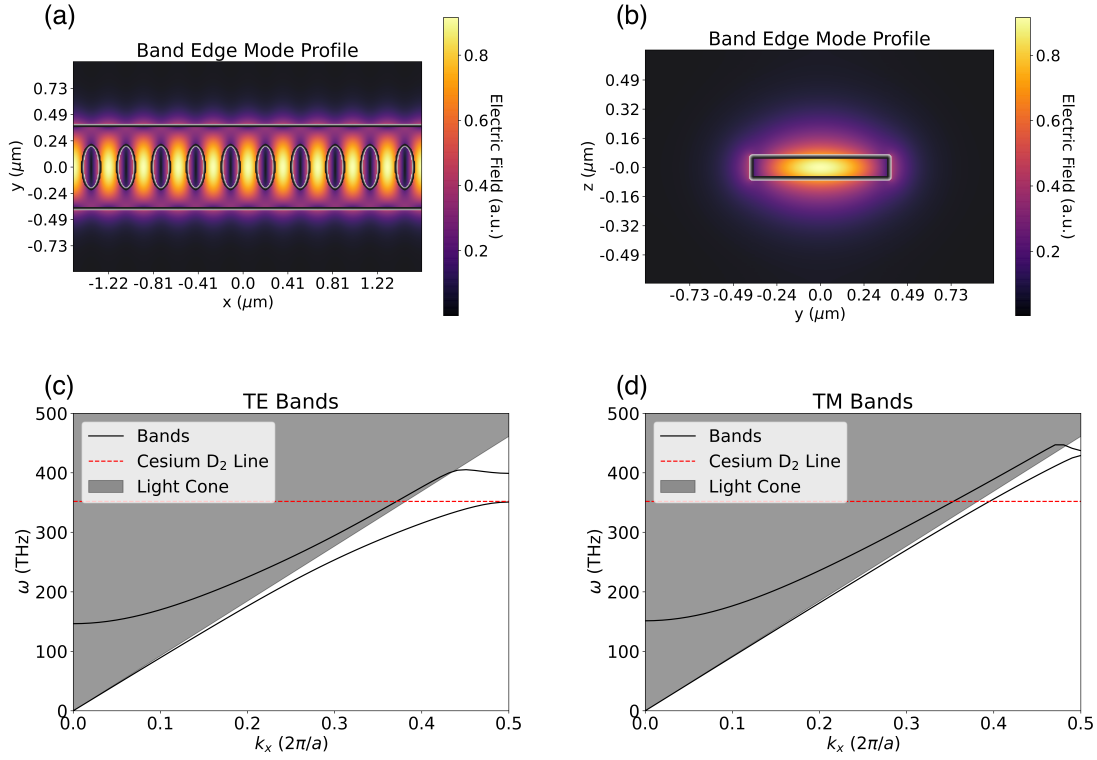 (a)
Band Edge Mode Profile
0.73
0.49
0.24
0.0
-0.24
-0.49
-0.73
y (μm)
-1.22 -0.81 -0.41 0.0 0.41 0.81 1.22
x (μm)
0.8
0.6
0.4
0.2
Electric Field (a.u.)
(b)
Band Edge Mode Profile
0.49
0.32
0.16
-0.0
-0.16
-0.32
-0.49
z (μm)
-0.73 -0.49 -0.24 0.0 0.24 0.49 0.73
y (μm)
0.8
0.6
0.4
0.2
Electric Field (a.u.)
(c)
TE Bands
500
400
300
200
100
0
ω (THz)
Bands
Cesium D₂ Line
Light Cone
0.0 0.1 0.2 0.3 0.4 0.5
kₓ (2π/a)
(d)
TM Bands
500
400
300
200
100
0
ω (THz)
Bands
Cesium D₂ Line
Light Cone
0.0 0.1 0.2 0.3 0.4 0.5
kₓ (2π/a)